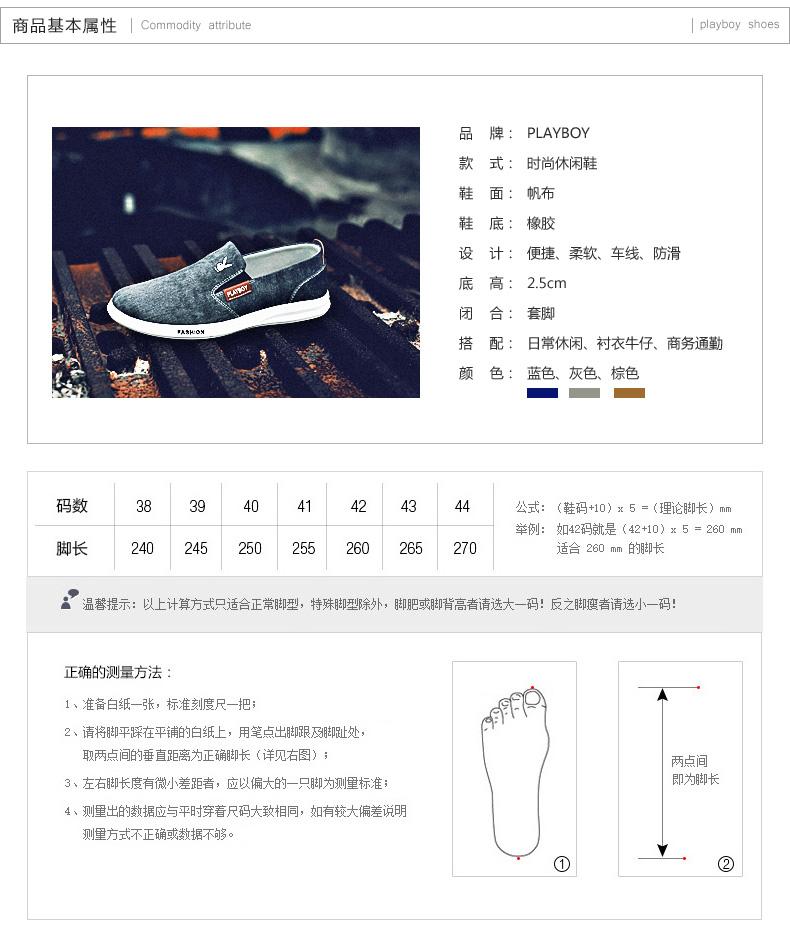 商品基本属性 | Commodity attribute | playboy shoes
品 牌： PLAYBOY
款 式： 时尚休闲鞋
鞋 面： 帆布
鞋 底： 橡胶
设 计： 便捷、柔软、车线、防滑
底 高： 2.5cm
闭 合： 套脚
搭 配： 日常休闲、衬衣牛仔、商务通勤
颜 色： 蓝色、灰色、棕色
PLAYBOY
FASHION
码数 38 39 40 41 42 43 44
脚长 240 245 250 255 260 265 270
公式:（鞋码+10）x 5 =（理论脚长）mm
举例: 如42码就是（42+10）x 5 = 260 mm
适合 260 mm 的脚长
温馨提示：以上计算方式只适合正常脚型，特殊脚型除外，脚肥或脚背高者请选大一码！反之脚瘦者请选小一码！
正确的测量方法：
1、准备白纸一张，标准刻度尺一把；
2、请将脚平踩在平铺的白纸上，用笔点出脚跟及脚趾处，
取两点间的垂直距离为正确脚长（详见右图）；
3、左右脚长度有微小差距者，应以偏大的一只脚为测量标准；
4、测量出的数据应与平时穿着尺码大致相同，如有较大偏差说明
测量方式不正确或数据不够。
①
两点间
即为脚长
②